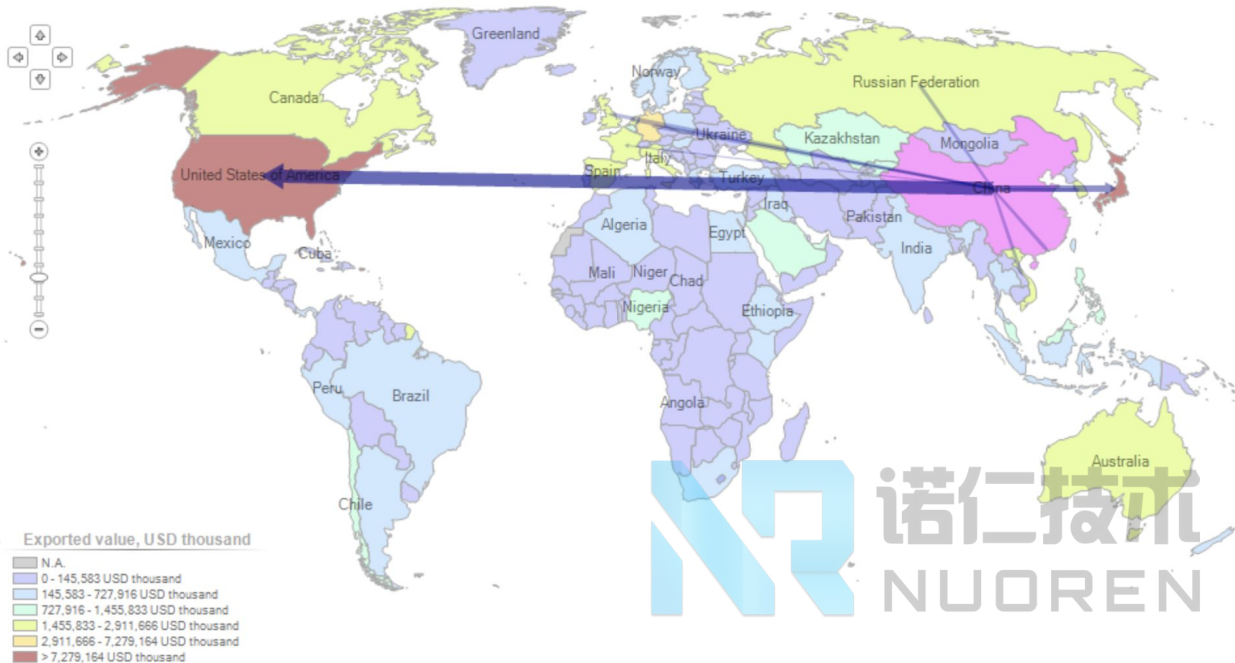 Greenland
Norway
Russian Federation
Canada
Ukraine
Kazakhstan
Mongolia
Italy
Spain
United States of America
Turkey
China
Iraq
Pakistan
Algeria
Egypt
India
Mexico
Cuba
Mali
Niger
Chad
Nigeria
Ethiopia
Peru
Brazil
Angola
Australia
Chile
诺仁技术
NUOREN
Exported value, USD thousand
N.A.
0 - 145,583 USD thousand
145,583 - 727,916 USD thousand
727,916 - 1,455,833 USD thousand
1,455,833 - 2,911,666 USD thousand
2,911,666 - 7,279,164 USD thousand
> 7,279,164 USD thousand